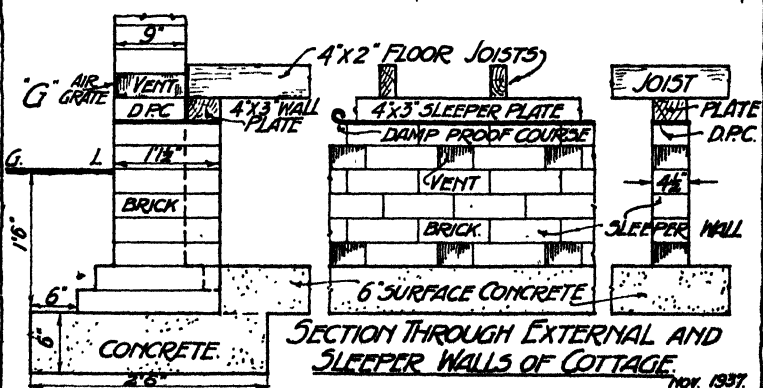 9"
4"X2" FLOOR JOISTS
"G" AIR GRATE
VENT
JOIST
D.P.C
4"X3" WALL PLATE
4"X3" SLEEPER PLATE
PLATE
DAMP PROOF COURSE
D.P.C.
G. L.
1'1½"
VENT
4½"
BRICK
BRICK
SLEEPER WALL
1'6"
6"
6" SURFACE CONCRETE
6"
CONCRETE.
2'6"
SECTION THROUGH EXTERNAL AND
SLEEPER WALLS OF COTTAGE.
NOV. 1937.